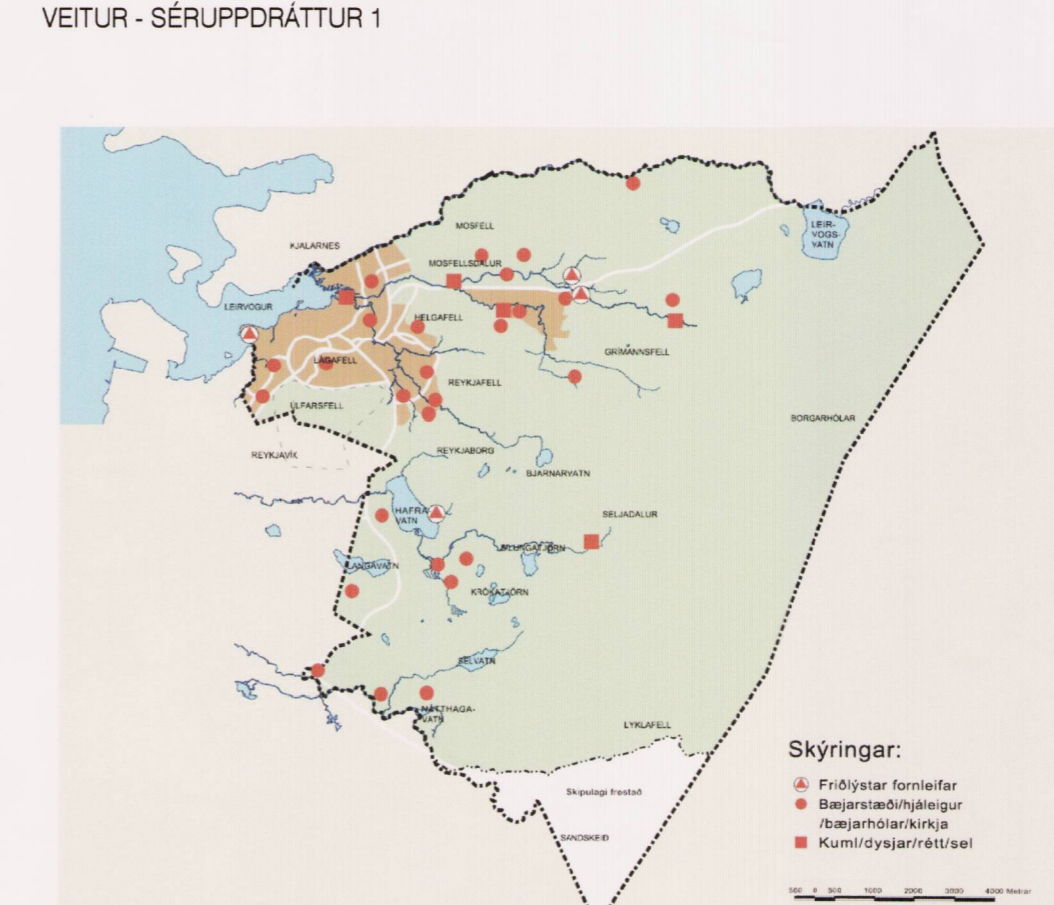 VEITUR - SÉRUPPDRÁTTUR 1
MOSFELL
LEIR-
VOGS-
VATN
KJALARNES
MOSFELLSDALUR
LEIRVOGUR
HELGAFELL
GRÍMANNSFELL
LÁGAFELL
REYKJAFELL
ÚLFARSFELL
BORGARHÓLAR
REYKJAVÍK
REYKJABORG
BJARNARVATN
HAFRA-
VATN
SELJADALUR
SILUNGATJÖRN
LANGAVATN
KRÓKATJÖRN
SELVATN
NÁTTHAGA-
VATN
LYKLAFELL
Skýringar:
Friðlýstar fornleifar
Bæjarstæði/hjáleigur
/bæjarhólar/kirkja
Kuml/dysjar/rétt/sel
Skipulagi frestað
SANDSKEIÐ
500 0 500 1000 2000 3000 4000 Metrar